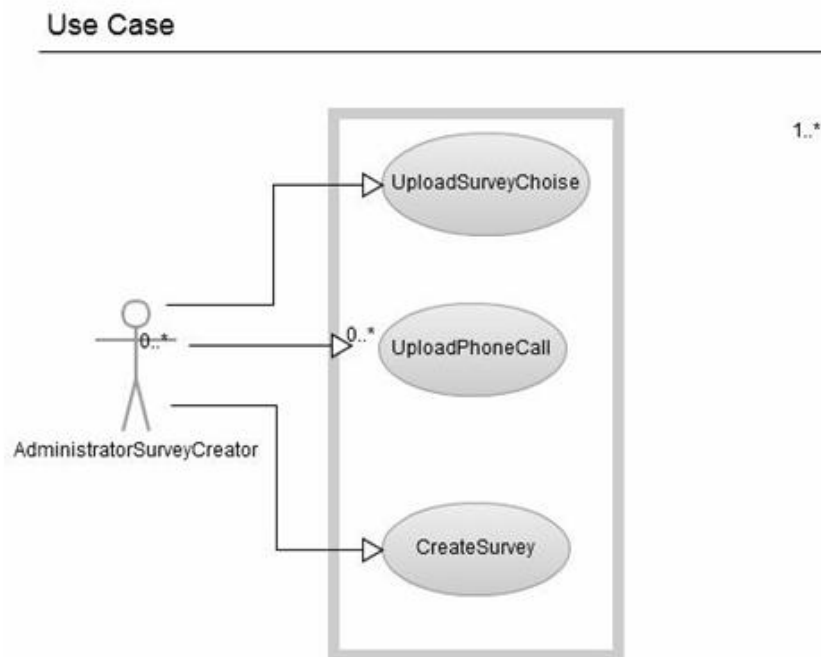 Use Case
1..*
UploadSurveyChoise
0..*
0..*
UploadPhoneCall
AdministratorSurveyCreator
CreateSurvey